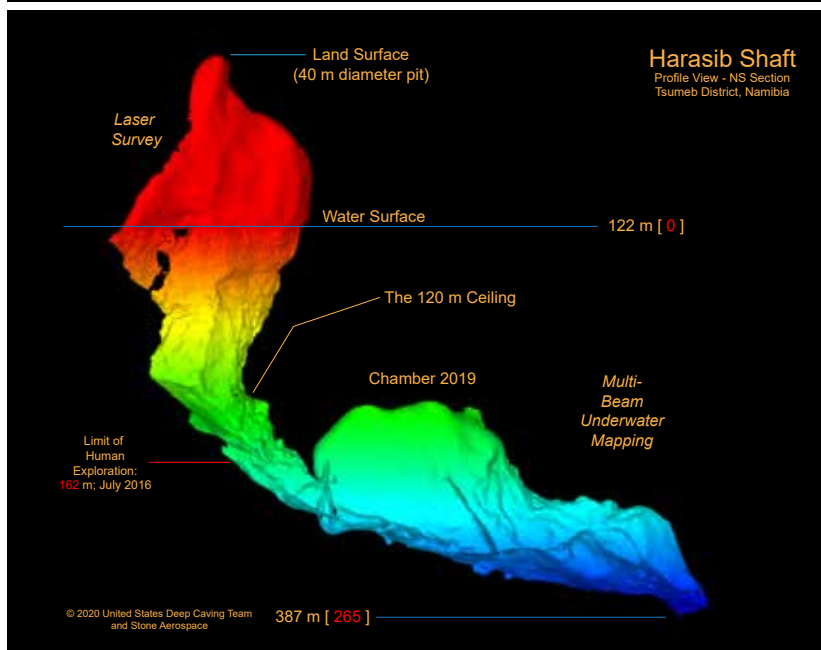 Harasib Shaft
Profile View - NS Section
Tsumeb District, Namibia
Land Surface
(40 m diameter pit)
Laser
Survey
Water Surface
122 m [ 0 ]
The 120 m Ceiling
Chamber 2019
Multi-
Beam
Underwater
Mapping
Limit of
Human
Exploration:
162 m; July 2016
© 2020 United States Deep Caving Team
and Stone Aerospace
387 m [ 265 ]